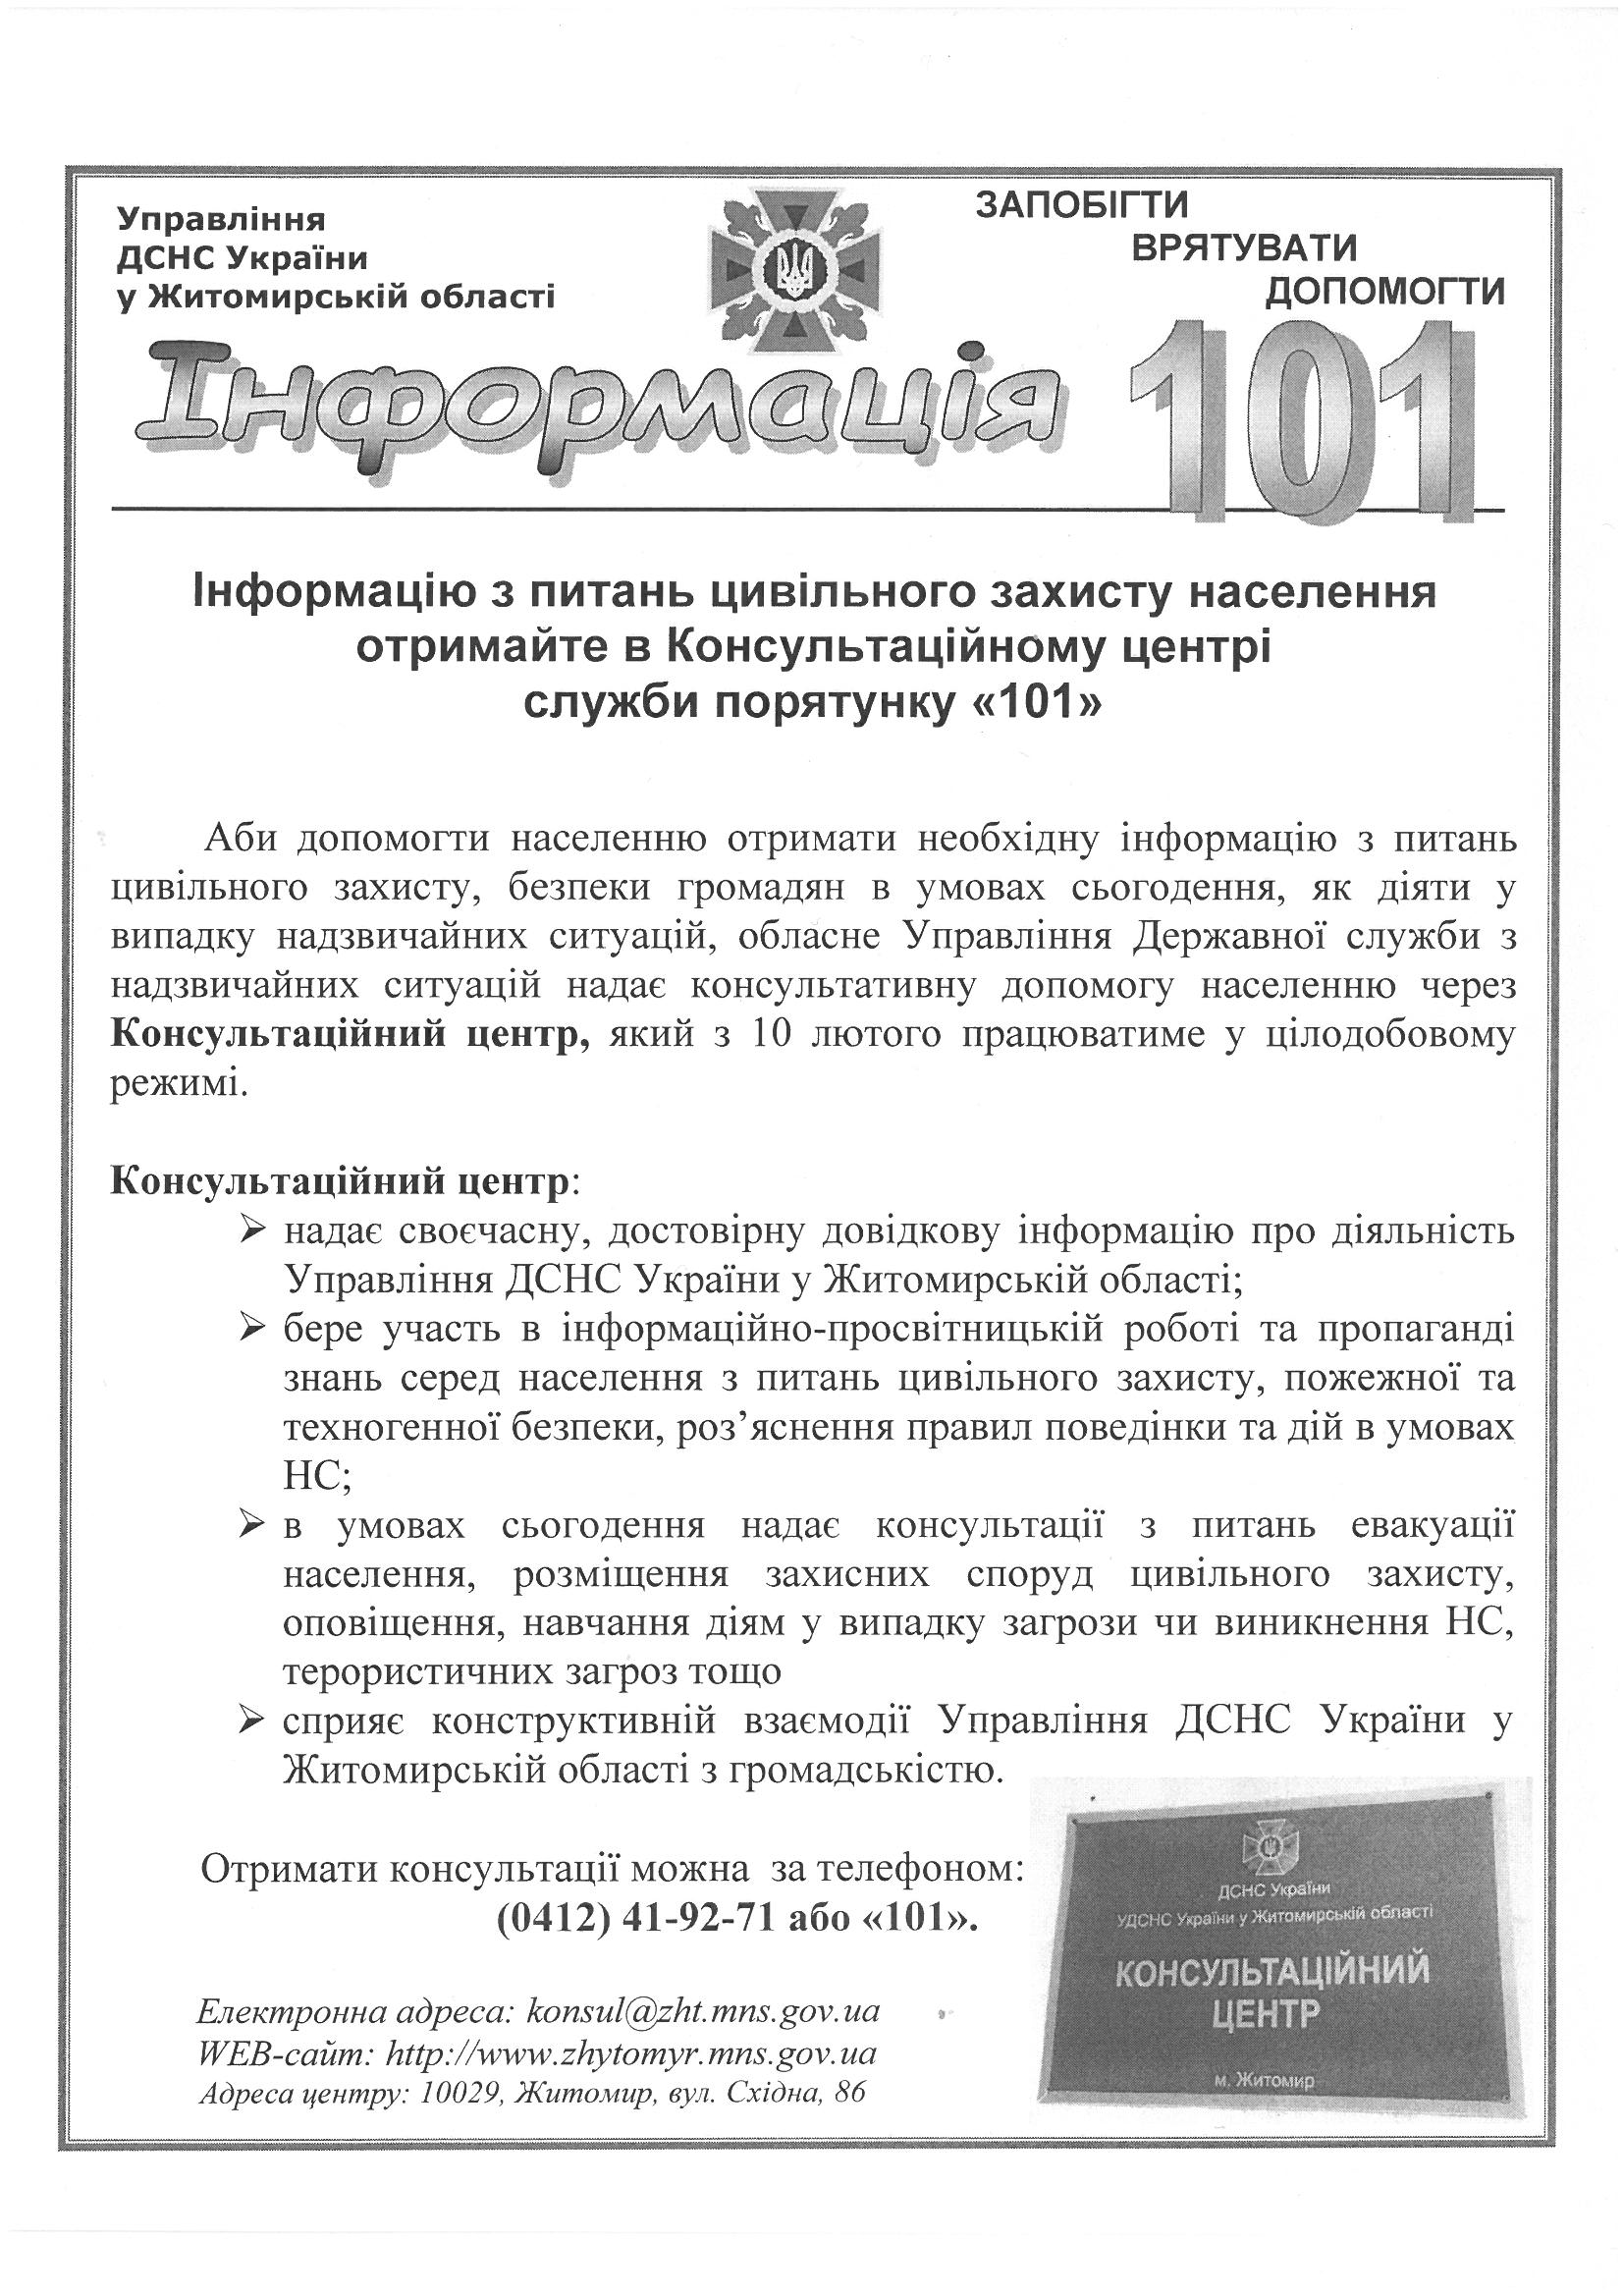 Управління
ДСНС України
у Житомирській області
ЗАПОБІГТИ
ВРЯТУВАТИ
ДОПОМОГТИ
Інформація 101
Інформацію з питань цивільного захисту населення
отримайте в Консультаційному центрі
служби порятунку «101»
Аби допомогти населенню отримати необхідну інформацію з питань
цивільного захисту, безпеки громадян в умовах сьогодення, як діяти у
випадку надзвичайних ситуацій, обласне Управління Державної служби з
надзвичайних ситуацій надає консультативну допомогу населенню через
Консультаційний центр, який з 10 лютого працюватиме у цілодобовому
режимі.
Консультаційний центр:
➢ надає своєчасну, достовірну довідкову інформацію про діяльність
Управління ДСНС України у Житомирській області;
➢ бере участь в інформаційно-просвітницькій роботі та пропаганді
знань серед населення з питань цивільного захисту, пожежної та
техногенної безпеки, роз’яснення правил поведінки та дій в умовах
НС;
➢ в умовах сьогодення надає консультації з питань евакуації
населення, розміщення захисних споруд цивільного захисту,
оповіщення, навчання діям у випадку загрози чи виникнення НС,
терористичних загроз тощо
➢ сприяє конструктивній взаємодії Управління ДСНС України у
Житомирській області з громадськістю.
Отримати консультації можна за телефоном:
(0412) 41-92-71 або «101».
Електронна адреса: konsul@zht.mns.gov.ua
WEB-сайт: http://www.zhytomyr.mns.gov.ua
Адреса центру: 10029, Житомир, вул. Східна, 86
ДСНС України
УДСНС України у Житомирській області
КОНСУЛЬТАЦІЙНИЙ
ЦЕНТР
м. Житомир